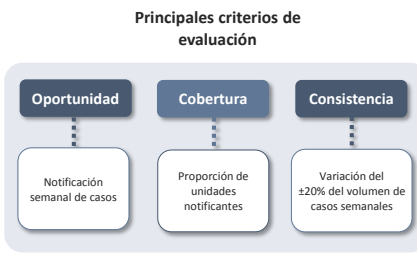 Principales criterios de
evaluación
Oportunidad
Cobertura
Consistencia
Notificación
semanal de casos
Proporción de
unidades
notificantes
Variación del
±20% del volumen de
casos semanales